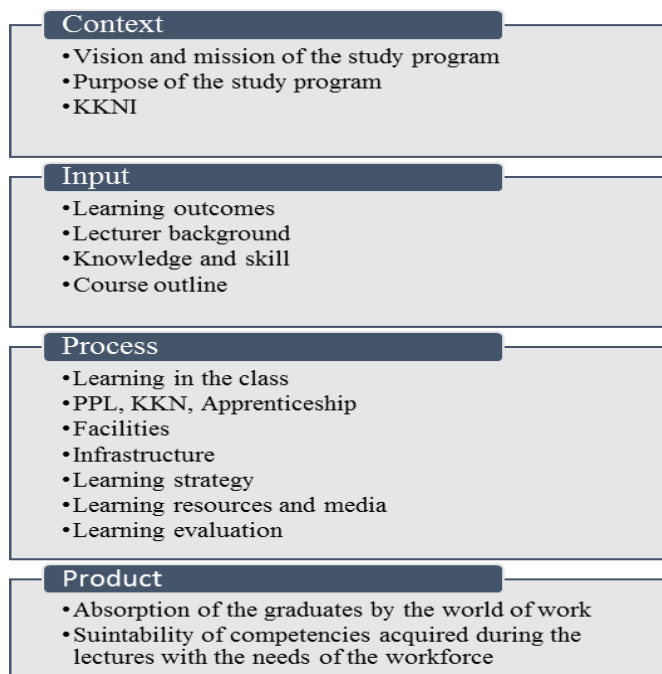 Context
•Vision and mission of the study program
•Purpose of the study program
•KKNI
Input
•Learning outcomes
•Lecturer background
•Knowledge and skill
•Course outline
Process
•Learning in the class
•PPL, KKN, Apprenticeship
•Facilities
•Infrastructure
•Learning strategy
•Learning resources and media
•Learning evaluation
Product
•Absorption of the graduates by the world of work
•Suintability of competencies acquired during the
lectures with the needs of the workforce